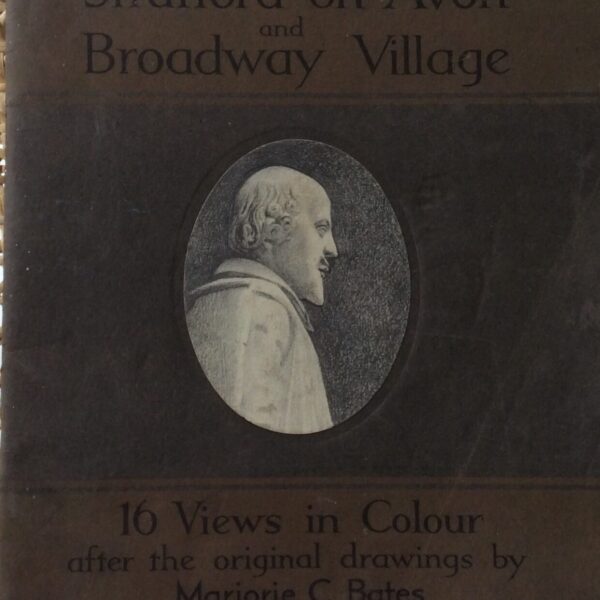 Stratford on Avon
and
Broadway Village
16 Views in Colour
after the original drawings by
Marjorie C. Bates